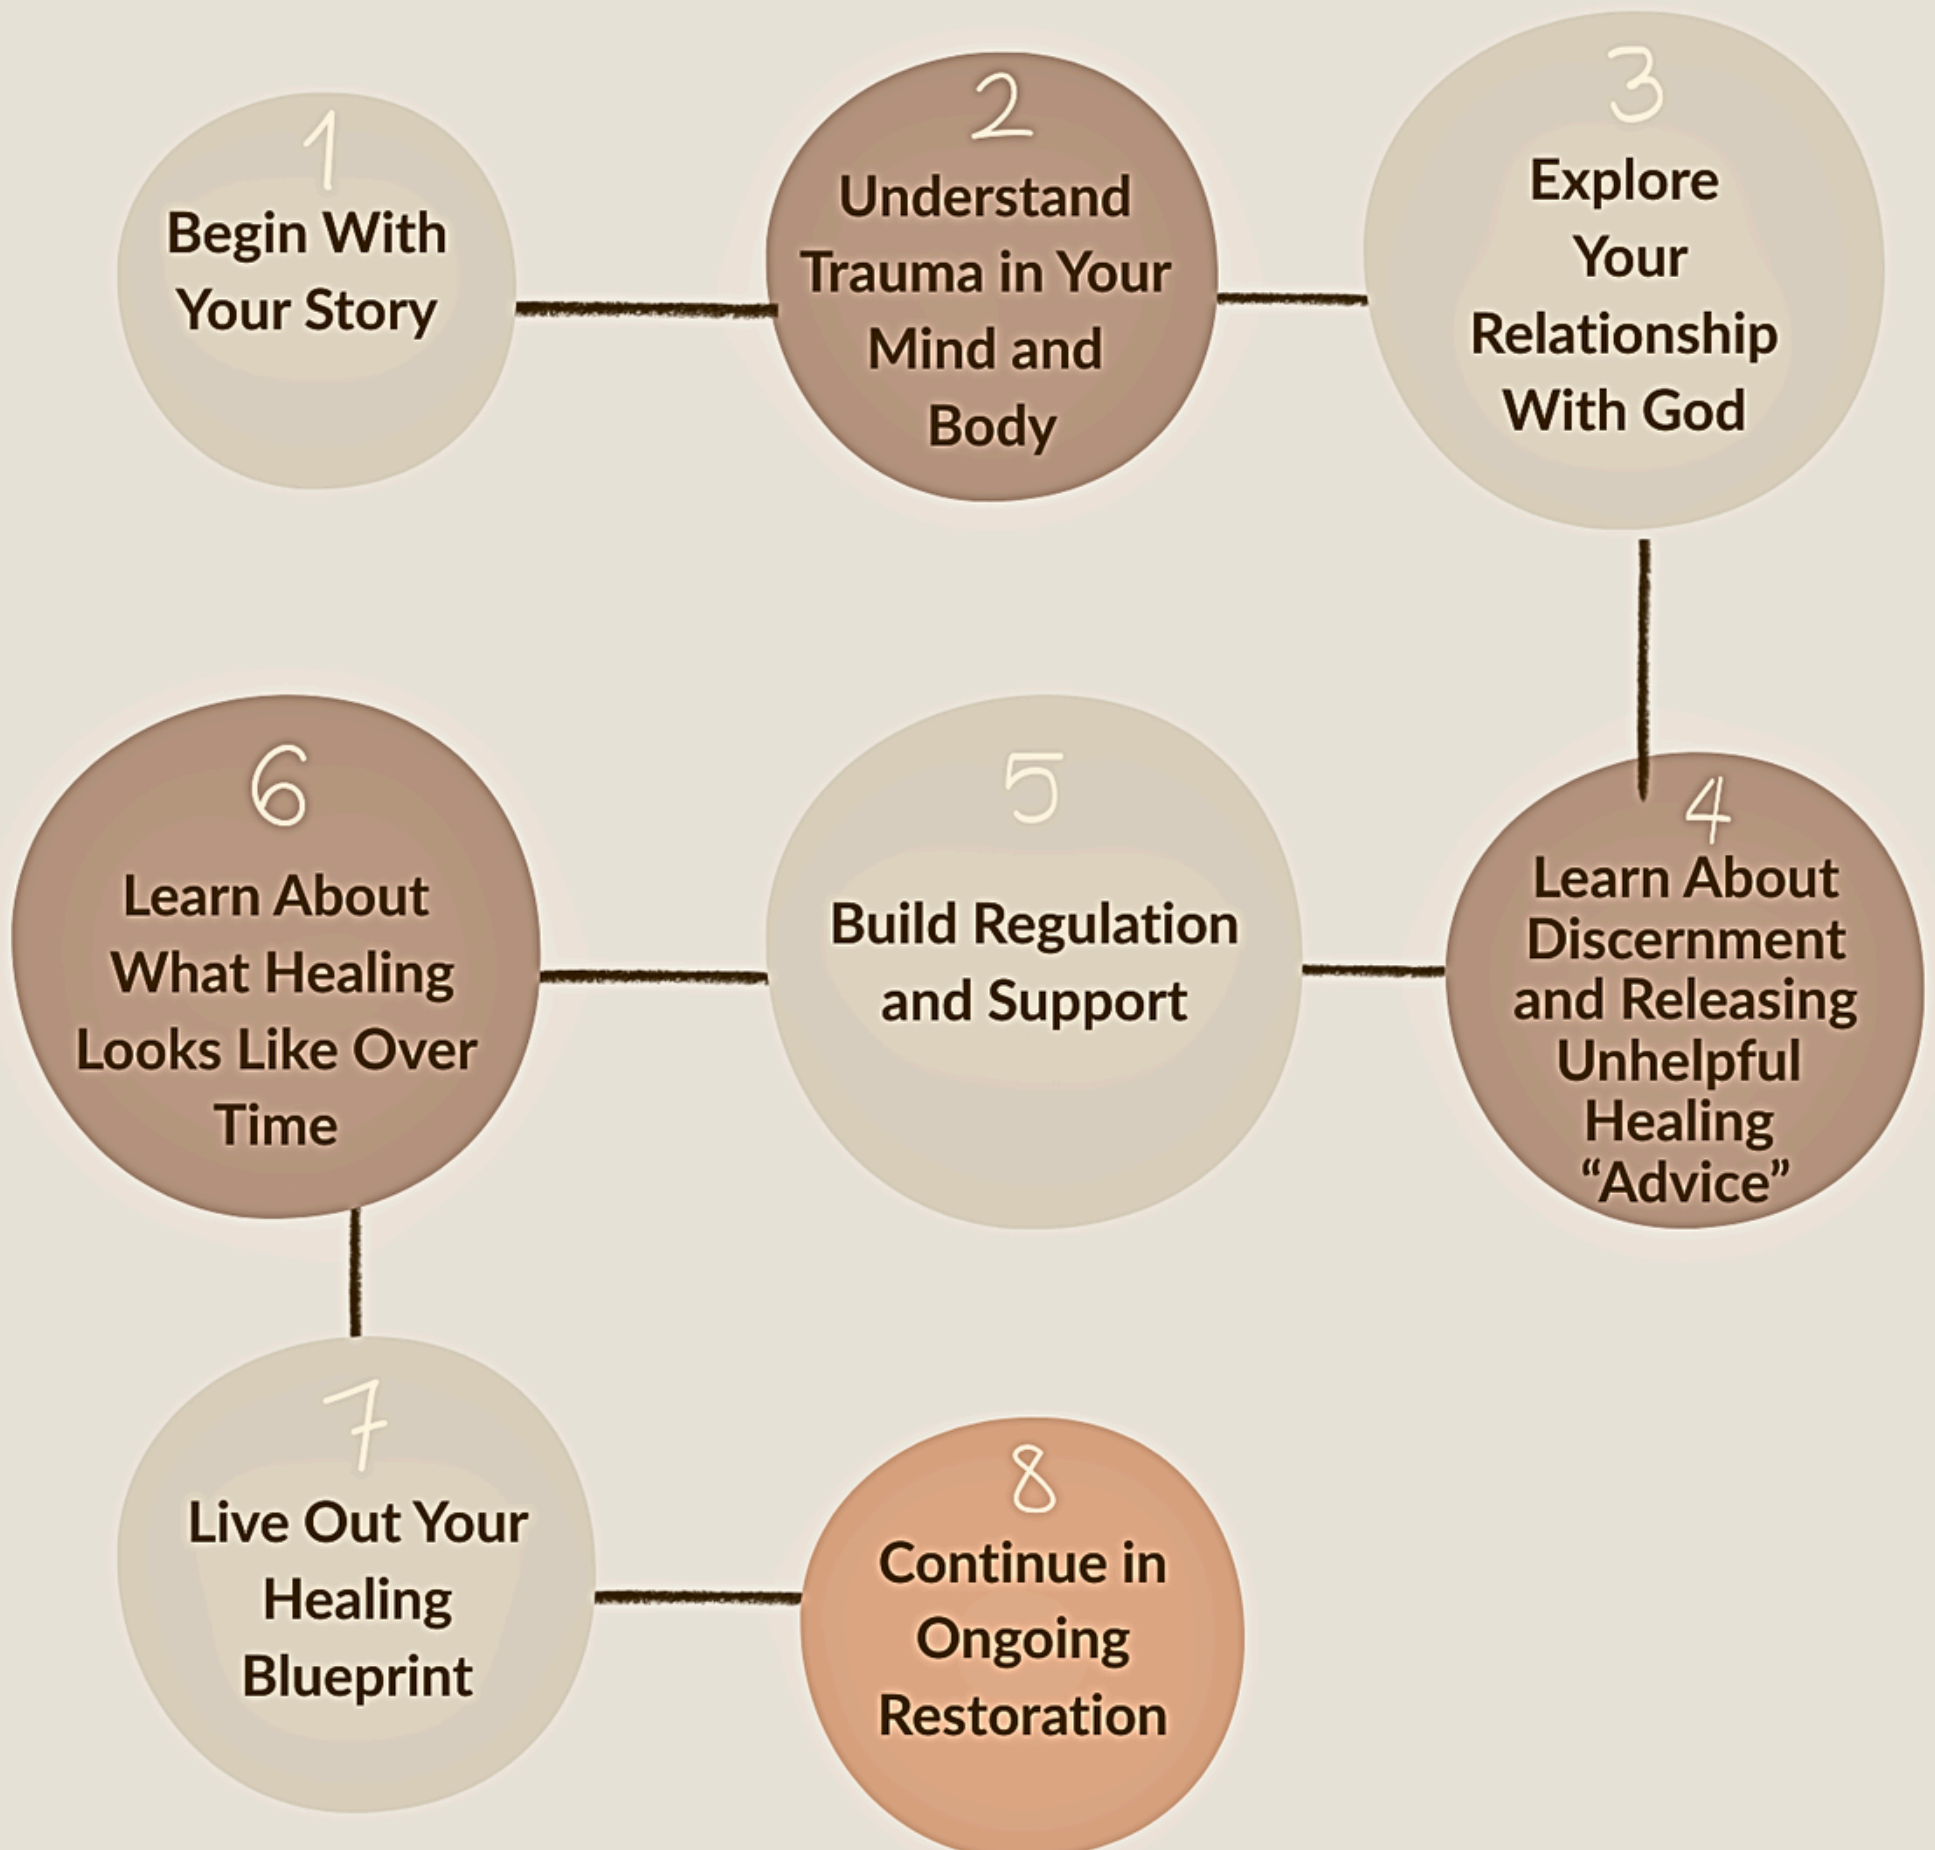 1
Begin With
Your Story
2
Understand
Trauma in Your
Mind and
Body
3
Explore
Your
Relationship
With God
4
Learn About
Discernment
and Releasing
Unhelpful
Healing
“Advice”
5
Build Regulation
and Support
6
Learn About
What Healing
Looks Like Over
Time
7
Live Out Your
Healing
Blueprint
8
Continue in
Ongoing
Restoration